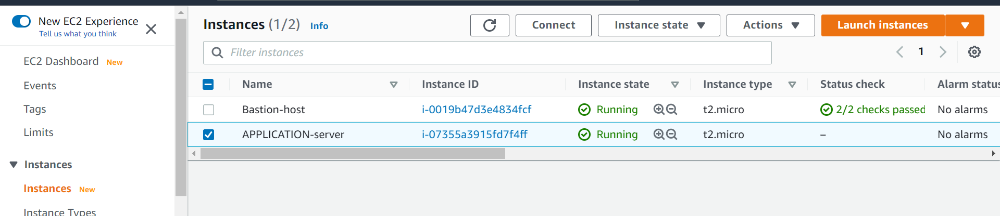 New EC2 Experience
Tell us what you think
EC2 Dashboard New
Events
Tags
Limits
Instances
Instances New
Instance Types
Instances (1/2) Info
Connect
Instance state
Actions
Launch instances
Filter instances
1
Name Instance ID Instance state Instance type Status check Alarm status
Bastion-host i-0019b47d3e4834fcf Running t2.micro 2/2 checks passed No alarms
APPLICATION-server i-07355a3915fd7f4ff Running t2.micro – No alarms